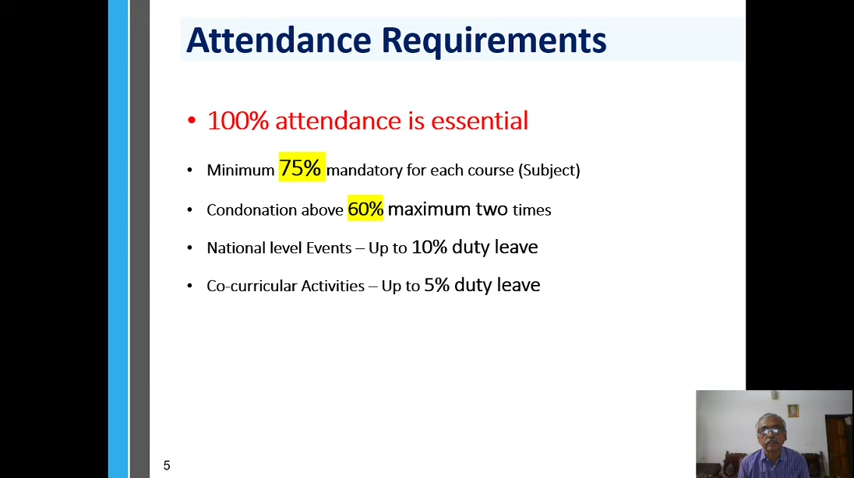 Attendance Requirements
• 100% attendance is essential
• Minimum 75% mandatory for each course (Subject)
• Condonation above 60% maximum two times
• National level Events – Up to 10% duty leave
• Co-curricular Activities – Up to 5% duty leave
5